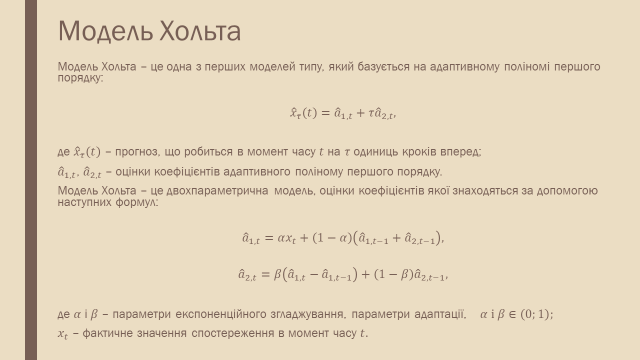 Модель Хольта
Модель Хольта – це одна з перших моделей типу, який базується на адаптивному поліномі першого
порядку:
x̂_τ(t) = â_{1,t} + τâ_{2,t},
де x̂_τ(t) – прогноз, що робиться в момент часу t на τ одиниць кроків вперед;
â_{1,t}, â_{2,t} – оцінки коефіцієнтів адаптивного поліному першого порядку.
Модель Хольта – це двохпараметрична модель, оцінки коефіцієнтів якої знаходяться за допомогою
наступних формул:
â_{1,t} = αx_t + (1 − α)(â_{1,t−1} + â_{2,t−1}),
â_{2,t} = β(â_{1,t} − â_{1,t−1}) + (1 − β)â_{2,t−1},
де α і β – параметри експоненційного згладжування, параметри адаптації, α і β ∈ (0; 1);
x_t – фактичне значення спостереження в момент часу t.